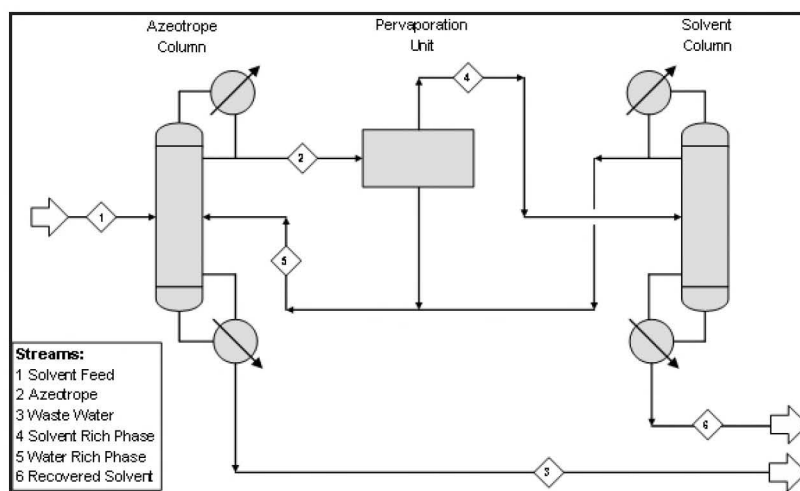 Azeotrope
Column
Pervaporation
Unit
Solvent
Column
4
2
1
5
Streams:
1 Solvent Feed
2 Azeotrope
3 Waste Water
4 Solvent Rich Phase
5 Water Rich Phase
6 Recovered Solvent
6
3